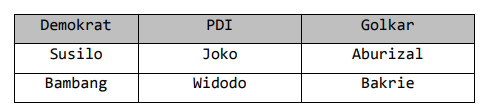 Demokrat PDI Golkar
Susilo Joko Aburizal
Bambang Widodo Bakrie